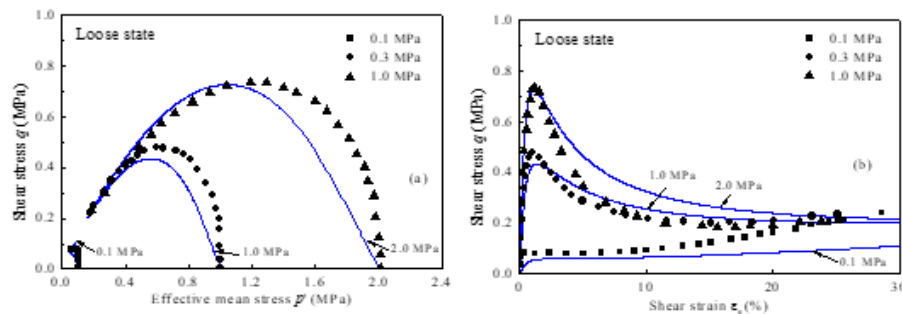 Loose state
0.1 MPa
0.3 MPa
1.0 MPa
Shear stress q (MPa)
1.0
0.8
0.6
0.4
0.2
0.0
(a)
0.1 MPa
1.0 MPa
2.0 MPa
0.0 0.4 0.8 1.2 1.6 2.0 2.4
Effective mean stress p' (MPa)
Loose state
0.1 MPa
0.3 MPa
1.0 MPa
Shear stress q (MPa)
1.0
0.8
0.6
0.4
0.2
0.0
(b)
1.0 MPa
2.0 MPa
0.1 MPa
0 10 20 30
Shear strain εs (%)